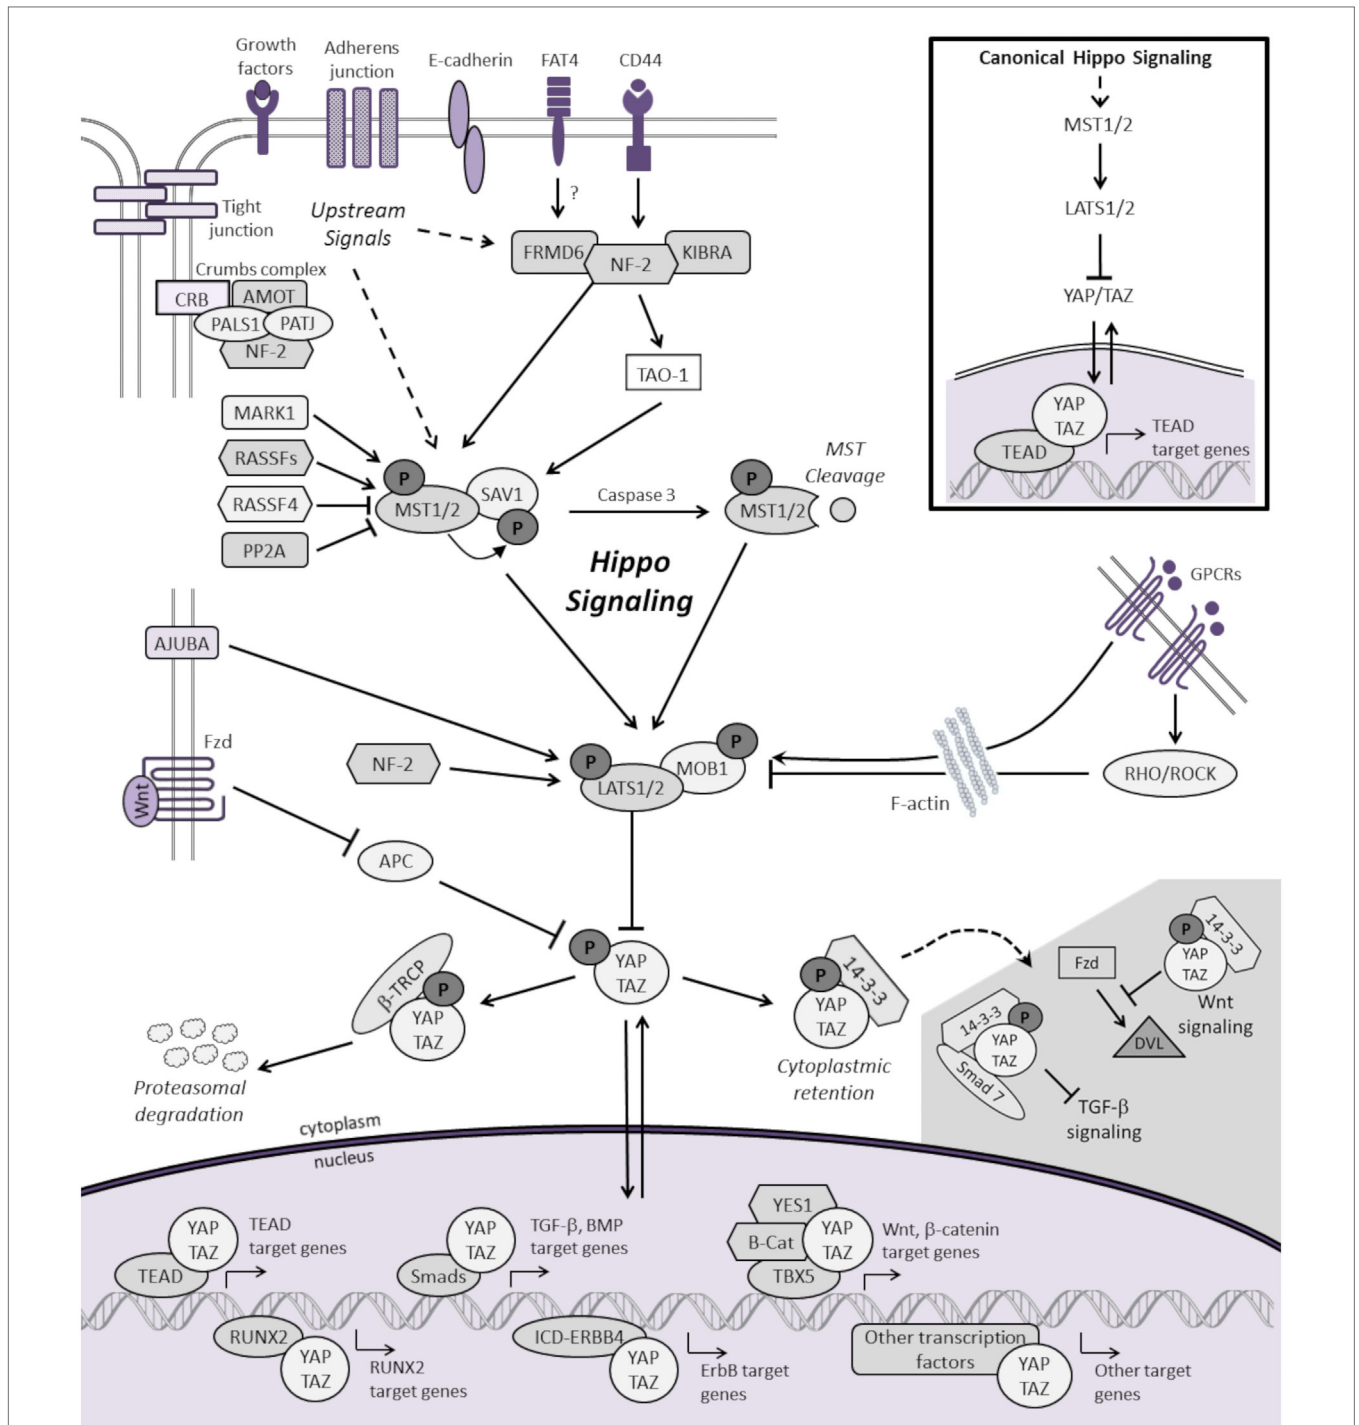 Growth
factors
Adherens
junction
E-cadherin
FAT4
CD44
Tight
junction
Upstream
Signals
?
FRMD6
NF-2
KIBRA
Crumbs complex
CRB
AMOT
PALS1
PATJ
NF-2
TAO-1
MARK1
RASSFs
RASSF4
PP2A
P
MST1/2
SAV1
P
Caspase 3
P
MST1/2
MST
Cleavage
Hippo
Signaling
Canonical Hippo Signaling
MST1/2
LATS1/2
YAP/TAZ
YAP
TAZ
TEAD
TEAD
target genes
GPCRs
AJUBA
Fzd
Wnt
NF-2
P
LATS1/2
MOB1
P
F-actin
RHO/ROCK
APC
P
YAP
TAZ
β-TRCP
P
YAP
TAZ
Proteasomal
degradation
P
14-3-3
YAP
TAZ
Cytoplastmic
retention
Fzd
DVL
P
14-3-3
YAP
TAZ
Wnt
signaling
14-3-3
P
YAP
TAZ
Smad 7
TGF-β
signaling
cytoplasm
nucleus
YAP
TAZ
TEAD
TEAD
target genes
YAP
TAZ
Smads
TGF-β, BMP
target genes
YES1
B-Cat
YAP
TAZ
TBX5
Wnt, β-catenin
target genes
RUNX2
YAP
TAZ
RUNX2
target genes
ICD-ERBB4
YAP
TAZ
ErbB target
genes
Other transcription
factors
YAP
TAZ
Other target
genes